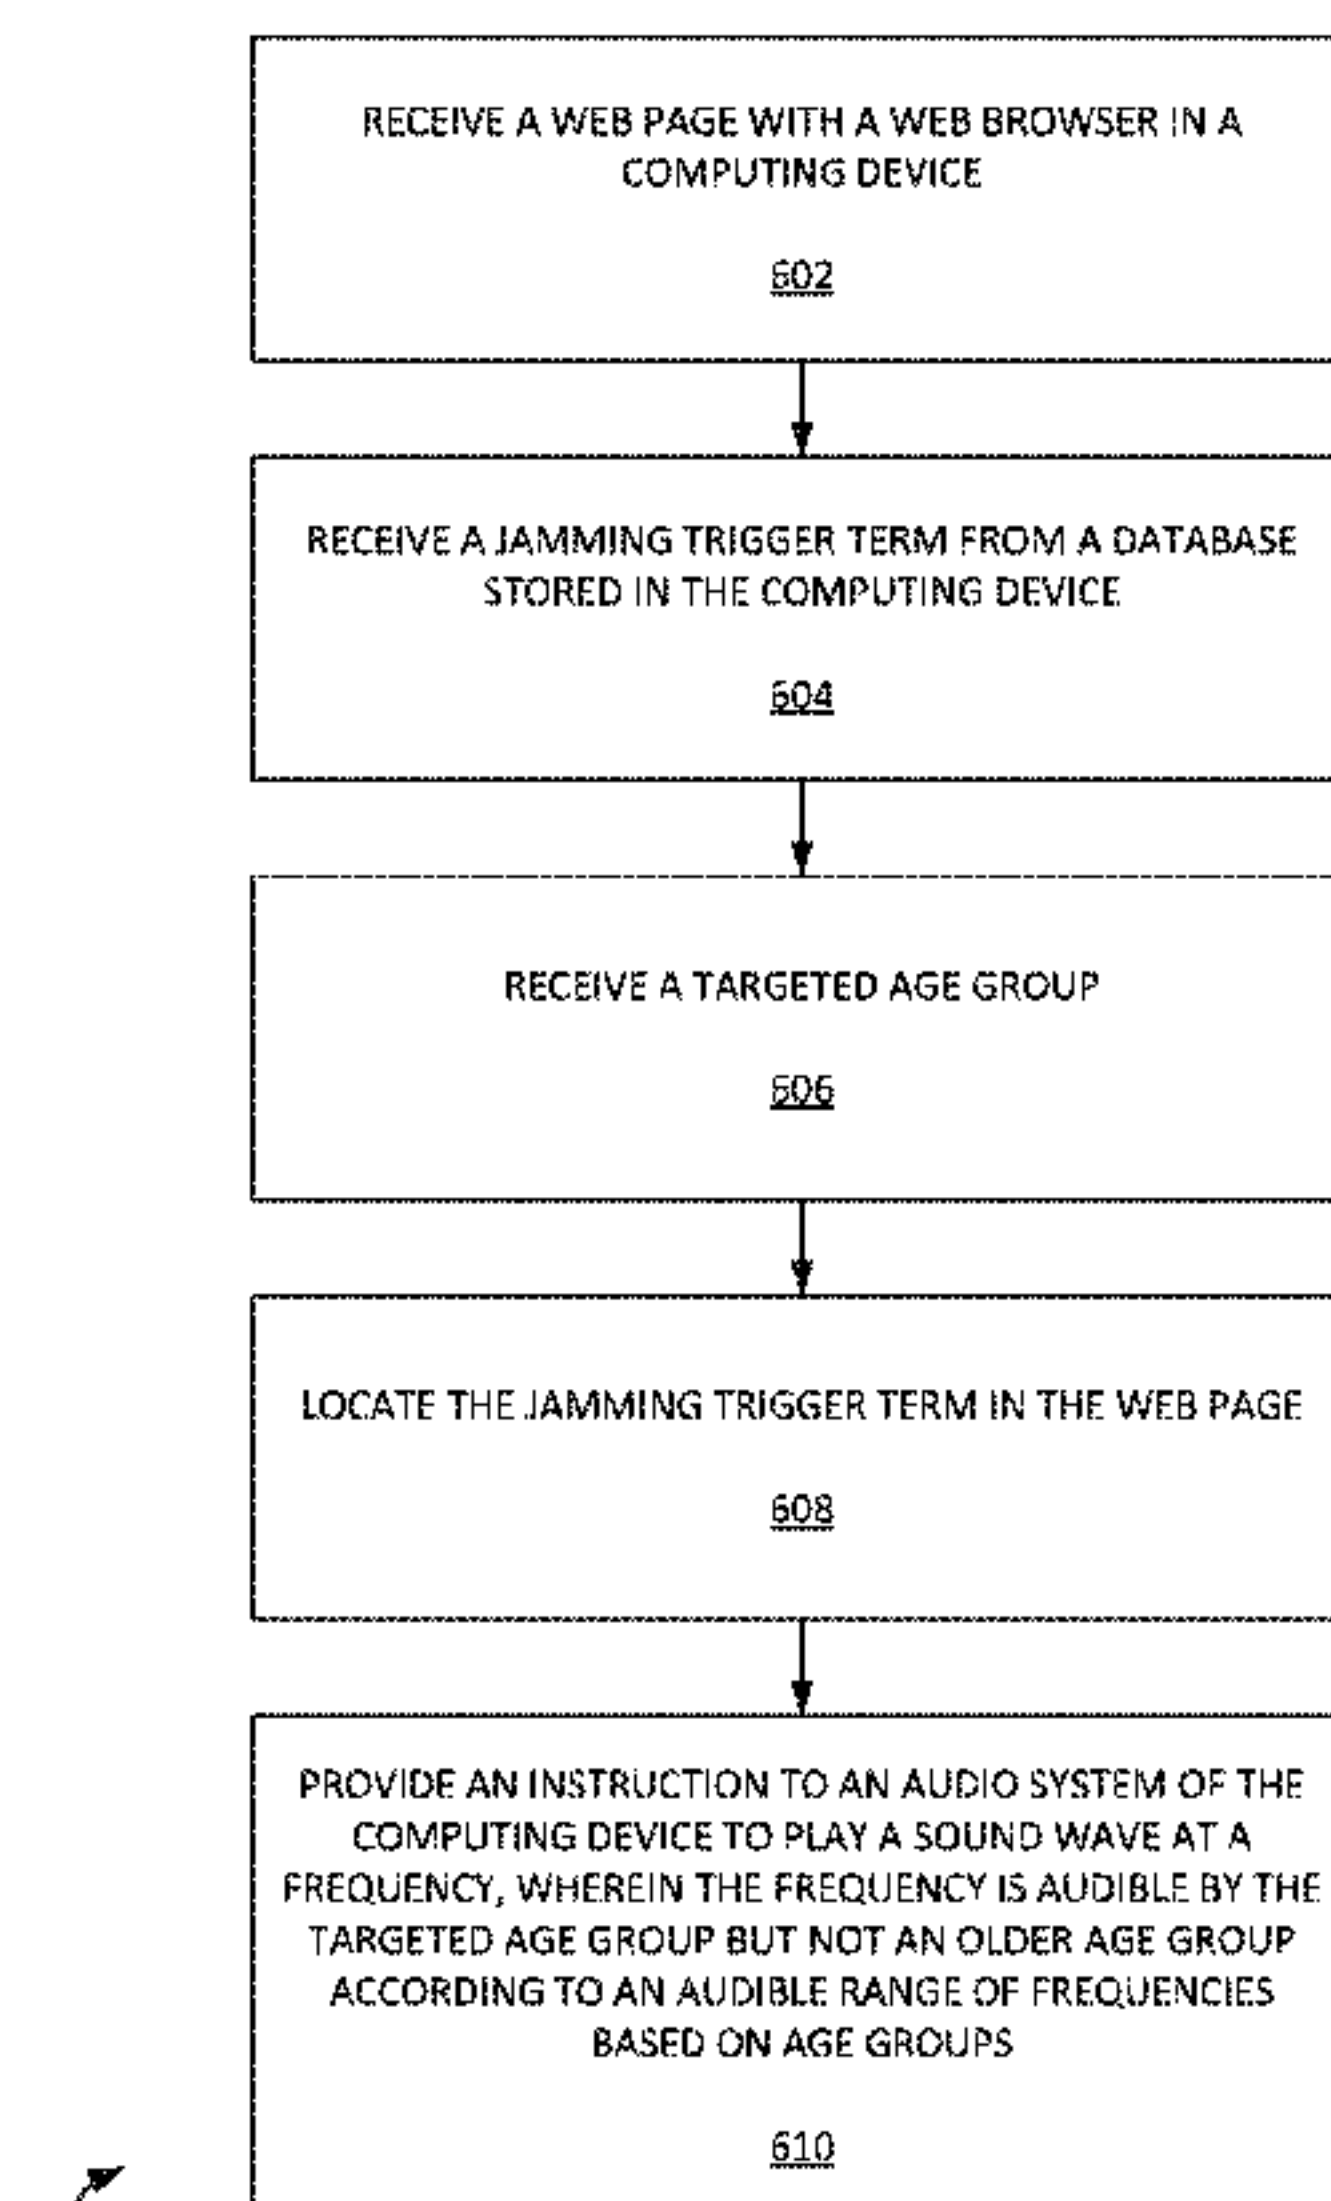 RECEIVE A WEB PAGE WITH A WEB BROWSER IN A
COMPUTING DEVICE
602
RECEIVE A JAMMING TRIGGER TERM FROM A DATABASE
STORED IN THE COMPUTING DEVICE
604
RECEIVE A TARGETED AGE GROUP
606
LOCATE THE JAMMING TRIGGER TERM IN THE WEB PAGE
608
PROVIDE AN INSTRUCTION TO AN AUDIO SYSTEM OF THE
COMPUTING DEVICE TO PLAY A SOUND WAVE AT A
FREQUENCY, WHEREIN THE FREQUENCY IS AUDIBLE BY THE
TARGETED AGE GROUP BUT NOT AN OLDER AGE GROUP
ACCORDING TO AN AUDIBLE RANGE OF FREQUENCIES
BASED ON AGE GROUPS
610